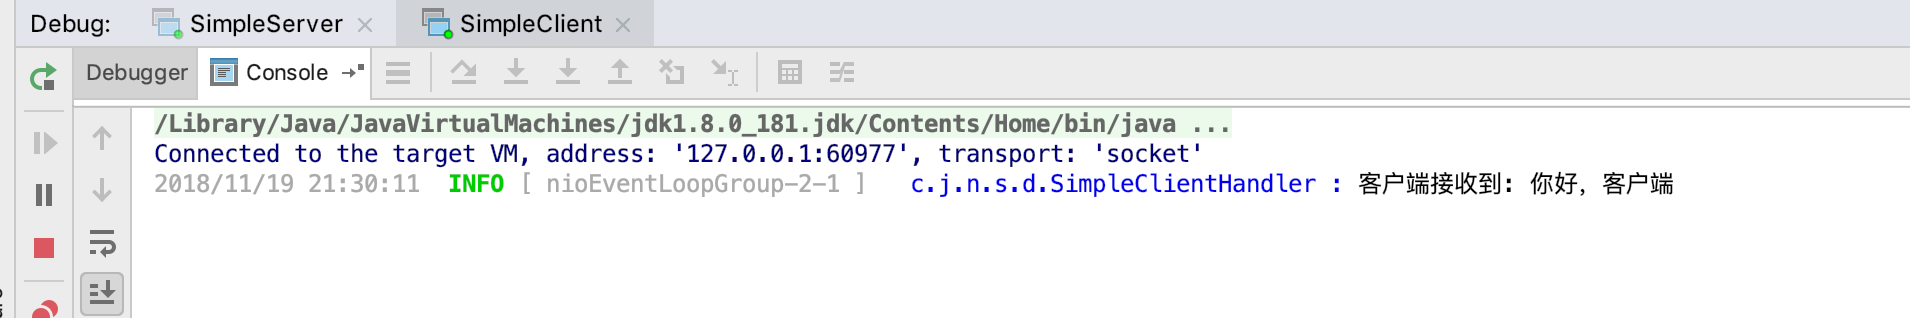 Debug: SimpleServer SimpleClient
Debugger Console
/Library/Java/JavaVirtualMachines/jdk1.8.0_181.jdk/Contents/Home/bin/java ...
Connected to the target VM, address: '127.0.0.1:60977', transport: 'socket'
2018/11/19 21:30:11 INFO [ nioEventLoopGroup-2-1 ] c.j.n.s.d.SimpleClientHandler : 客户端接收到: 你好，客户端